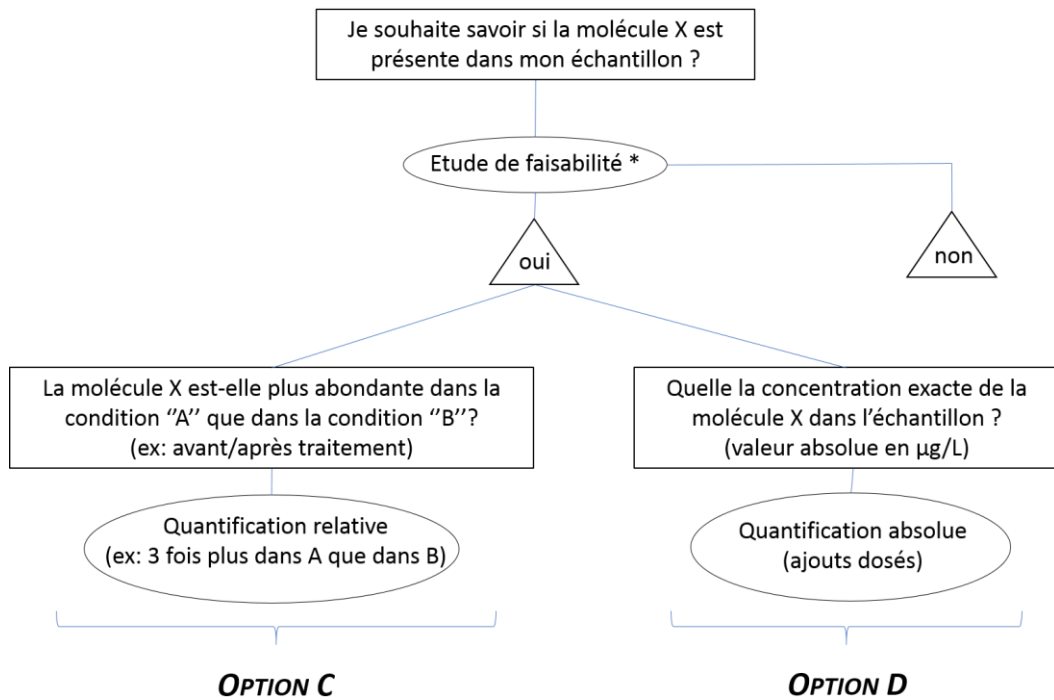 Je souhaite savoir si la molécule X est
présente dans mon échantillon ?
Etude de faisabilité *
oui
non
La molécule X est-elle plus abondante dans la
condition ‘’A’’ que dans la condition ‘’B’’?
(ex: avant/après traitement)
Quelle la concentration exacte de la
molécule X dans l’échantillon ?
(valeur absolue en µg/L)
Quantification relative
(ex: 3 fois plus dans A que dans B)
Quantification absolue
(ajouts dosés)
OPTION C
OPTION D